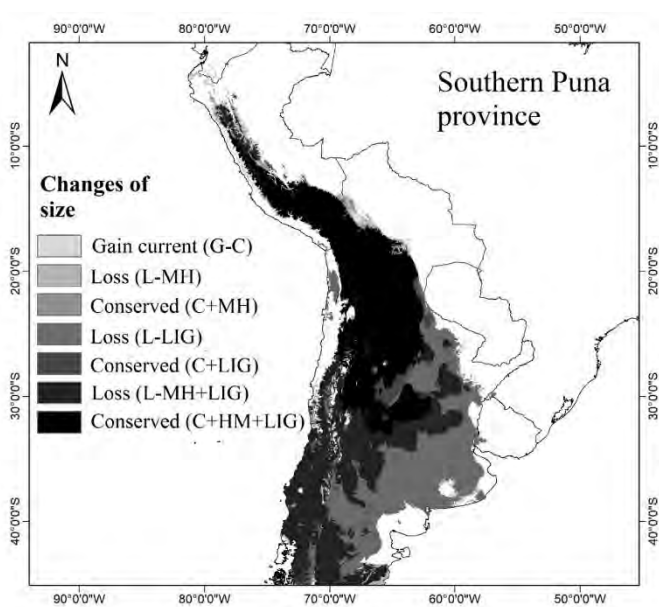 90°0'0"W 80°0'0"W 70°0'0"W 60°0'0"W 50°0'0"W
N
Southern Puna
province
10°0'0"S 10°0'0"S
Changes of
size
Gain current (G-C)
Loss (L-MH)
20°0'0"S 20°0'0"S
Conserved (C+MH)
Loss (L-LIG)
Conserved (C+LIG)
Loss (L-MH+LIG)
30°0'0"S 30°0'0"S
Conserved (C+HM+LIG)
40°0'0"S 40°0'0"S
90°0'0"W 80°0'0"W 70°0'0"W 60°0'0"W 50°0'0"W